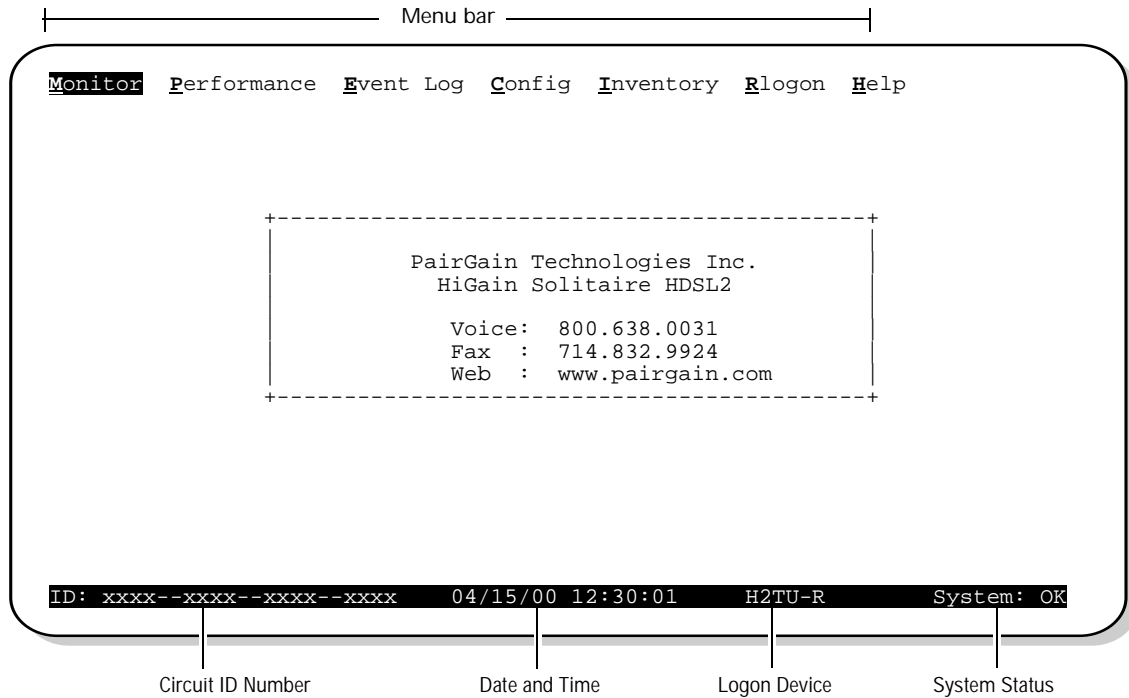 Menu bar
Monitor Performance Event Log Config Inventory Rlogon Help
PairGain Technologies Inc.
HiGain Solitaire HDSL2
Voice: 800.638.0031
Fax : 714.832.9924
Web : www.pairgain.com
ID: xxxx--xxxx--xxxx--xxxx 04/15/00 12:30:01 H2TU-R System: OK
Circuit ID Number Date and Time Logon Device System Status